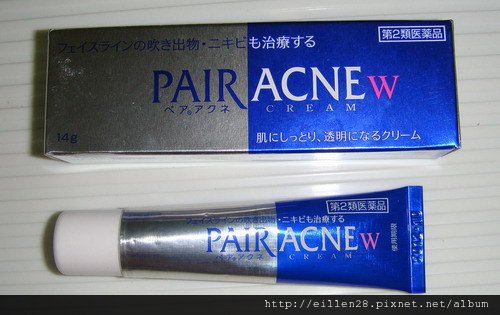 フェイスラインの吹き出物・ニキビも治療する
第2類医薬品
PAIR ACNE W
ペア®アクネ
CREAM
14g
肌にしっとり、透明になるクリーム
第2類医薬品
フェイスラインの吹き出物・ニキビも治療する
PAIR ACNE W
ペア®アクネ
CREAM
使用期限
http://eillen28.pixnet.net/album